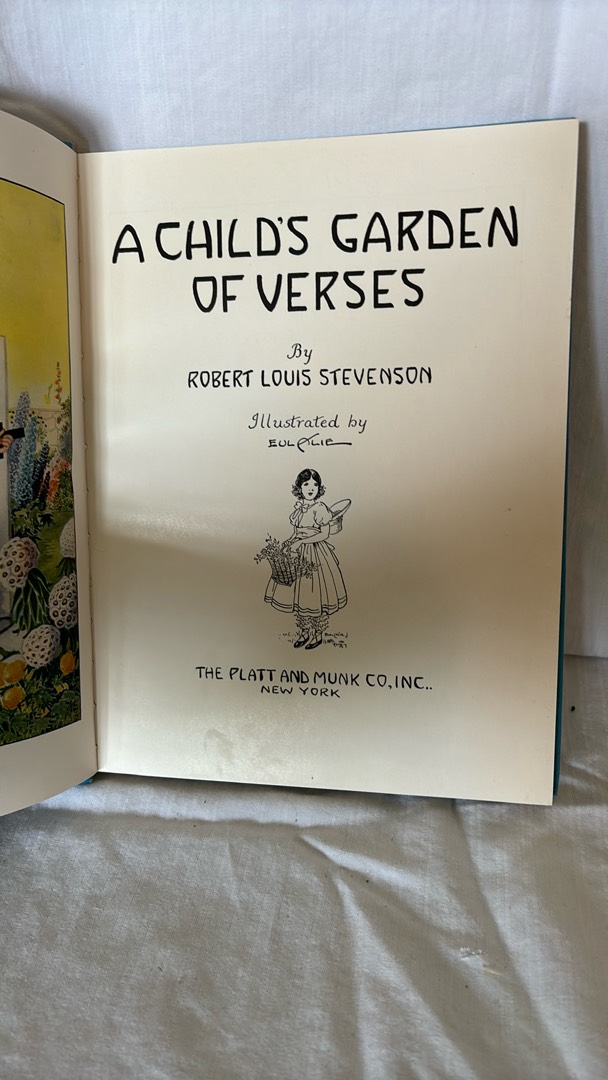 A CHILD'S GARDEN
OF VERSES
By
ROBERT LOUIS STEVENSON
Illustrated by
EULALIE
THE PLATT AND MUNK CO., INC..
NEW YORK